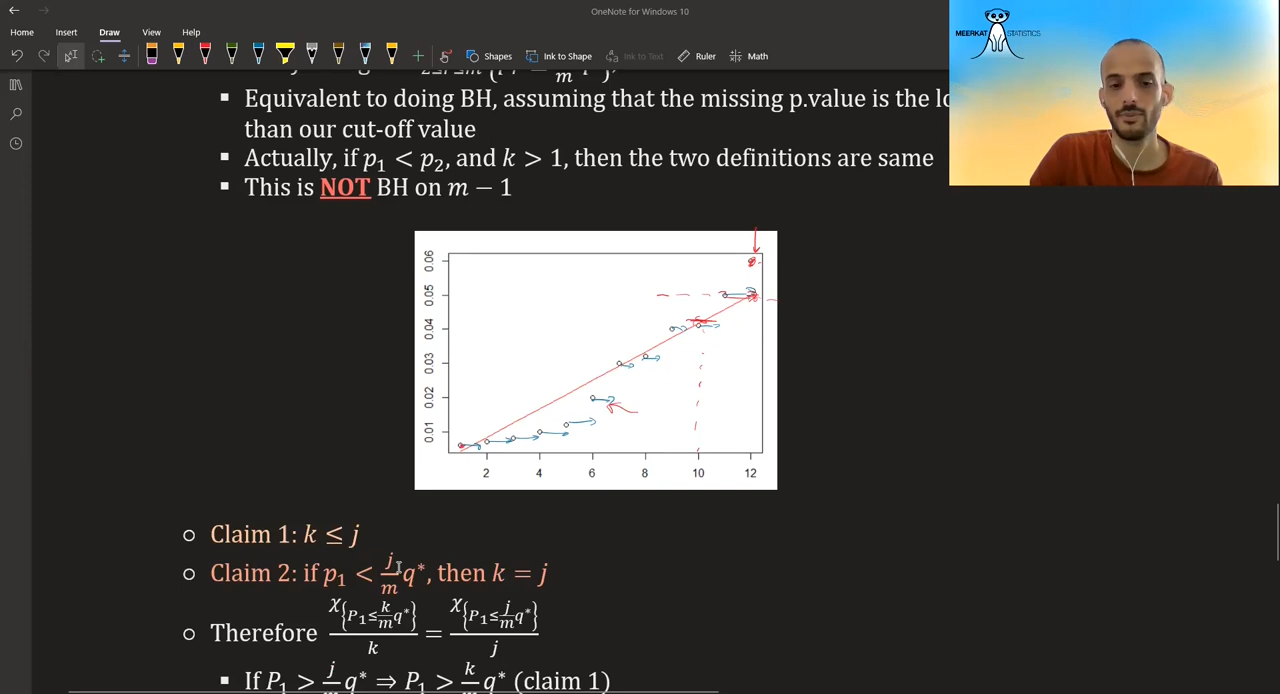 OneNote for Windows 10
MEERKAT STATISTICS
Home Insert Draw View Help
Shapes Ink to Shape Ink to Text Ruler Math
▪ Equivalent to doing BH, assuming that the missing p.value is the
than our cut-off value
▪ Actually, if p₁ < p₂, and k > 1, then the two definitions are same
▪ This is NOT BH on m − 1
0.06
0.05
0.04
0.03
0.02
0.01
2 4 6 8 10 12
○ Claim 1: k ≤ j
○ Claim 2: if p₁ < j/m q*, then k = j
○ Therefore χ_{P₁≤k/m q*}/k = χ_{P₁≤j/m q*}/j
▪ If P₁ > j/m q* ⇒ P₁ > k/m q* (claim 1)